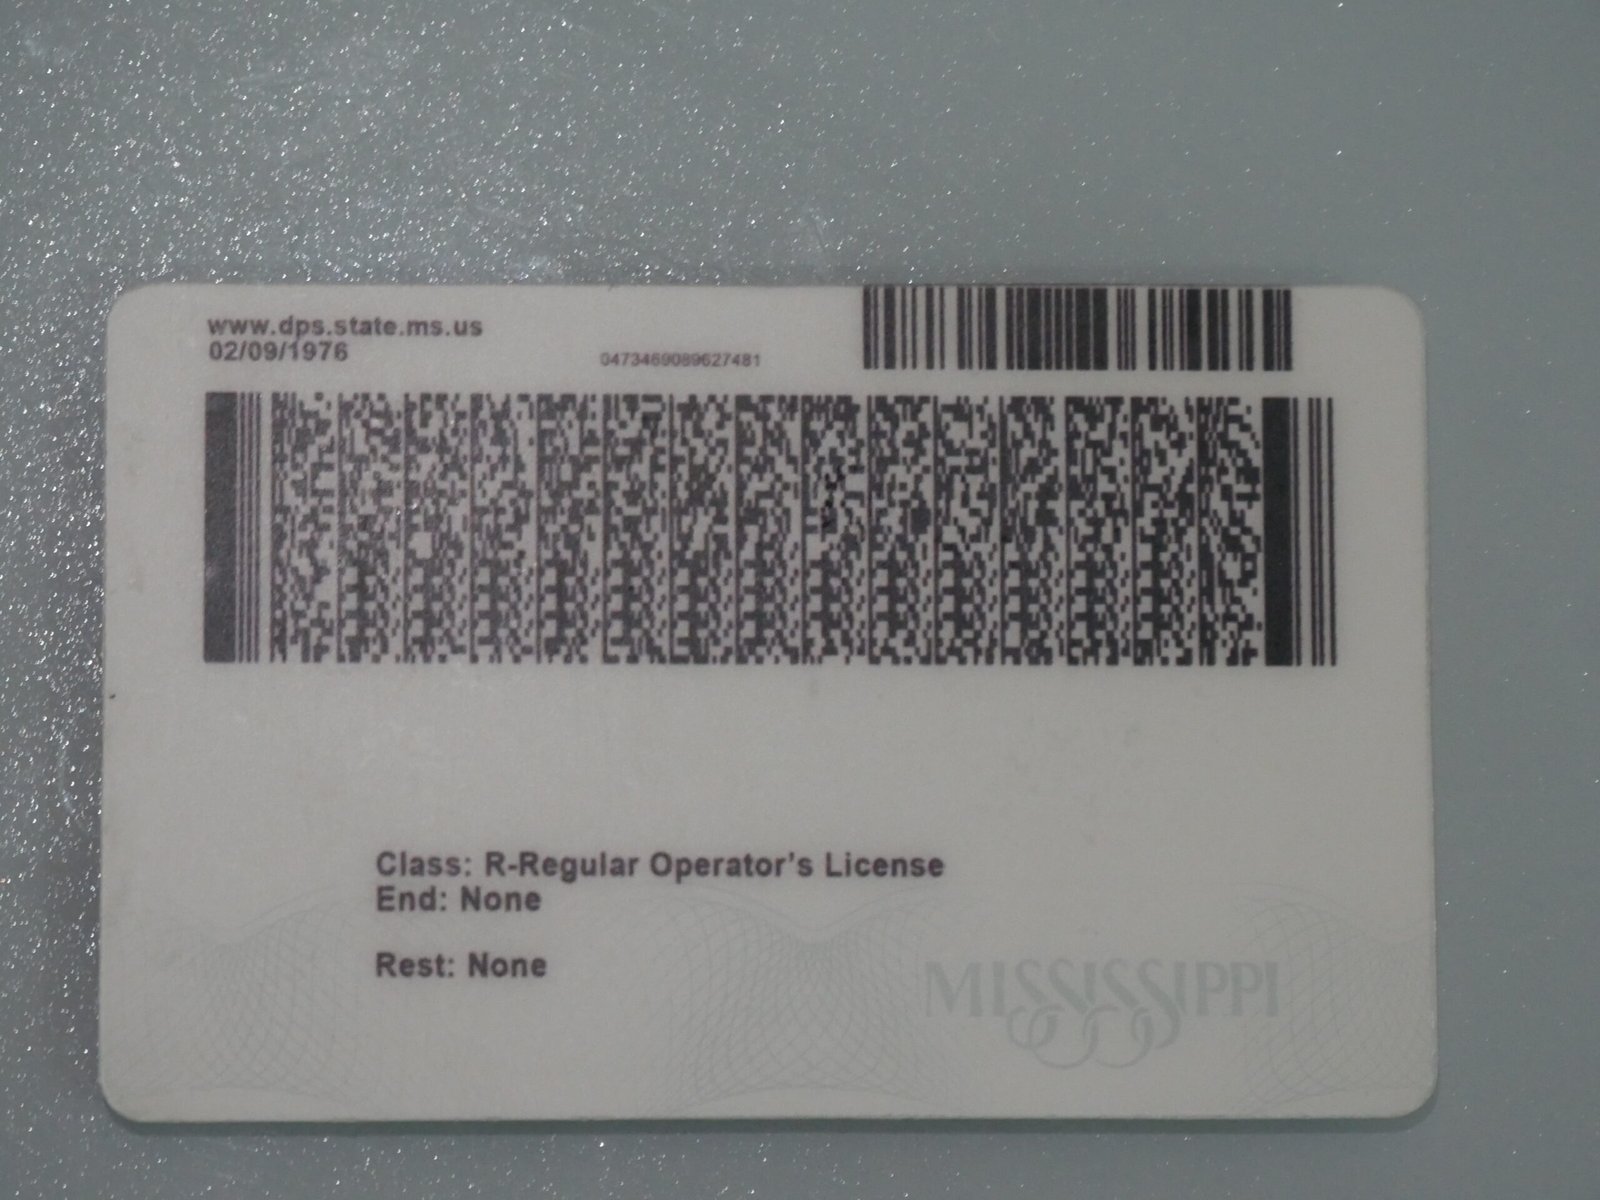 www.dps.state.ms.us
02/09/1976
0473469089627481
Class: R-Regular Operator's License
End: None
Rest: None
MISSISSIPPI